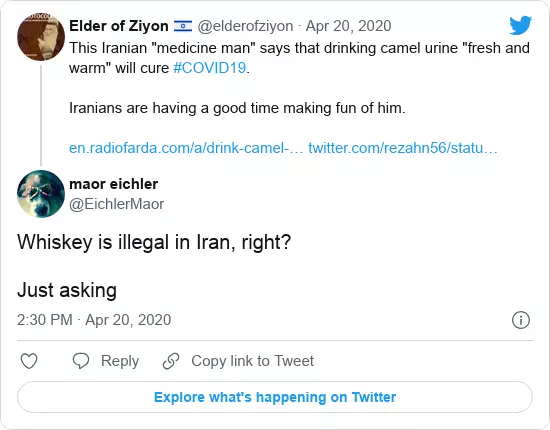 Elder of Ziyon 🇮🇱 @elderofziyon · Apr 20, 2020
This Iranian "medicine man" says that drinking camel urine "fresh and
warm" will cure #COVID19.
Iranians are having a good time making fun of him.
en.radiofarda.com/a/drink-camel-… twitter.com/rezahn56/statu…
maor eichler
@EichlerMaor
Whiskey is illegal in Iran, right?
Just asking
2:30 PM · Apr 20, 2020
Reply
Copy link to Tweet
Explore what's happening on Twitter